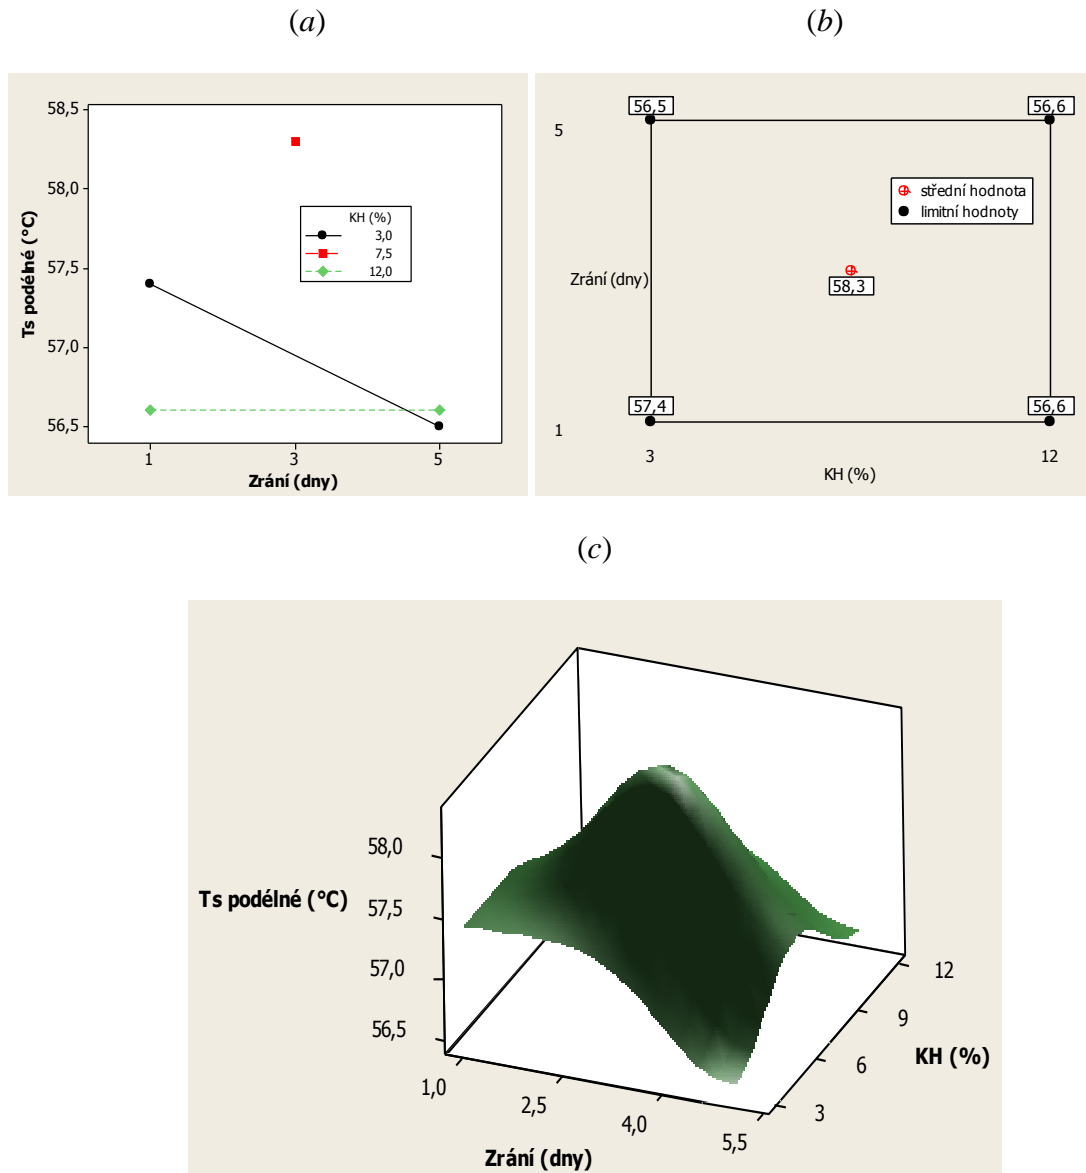 (a)
58,5
58,0
57,5
57,0
56,5
Ts podélné (°C)
KH (%)
3,0
7,5
12,0
1
3
5
Zrání (dny)
(b)
56,5
56,6
5
střední hodnota
limitní hodnoty
Zrání (dny)
58,3
57,4
56,6
1
3
12
KH (%)
(c)
58,0
57,5
57,0
56,5
Ts podélné (°C)
12
9
6
3
KH (%)
1,0
2,5
4,0
5,5
Zrání (dny)